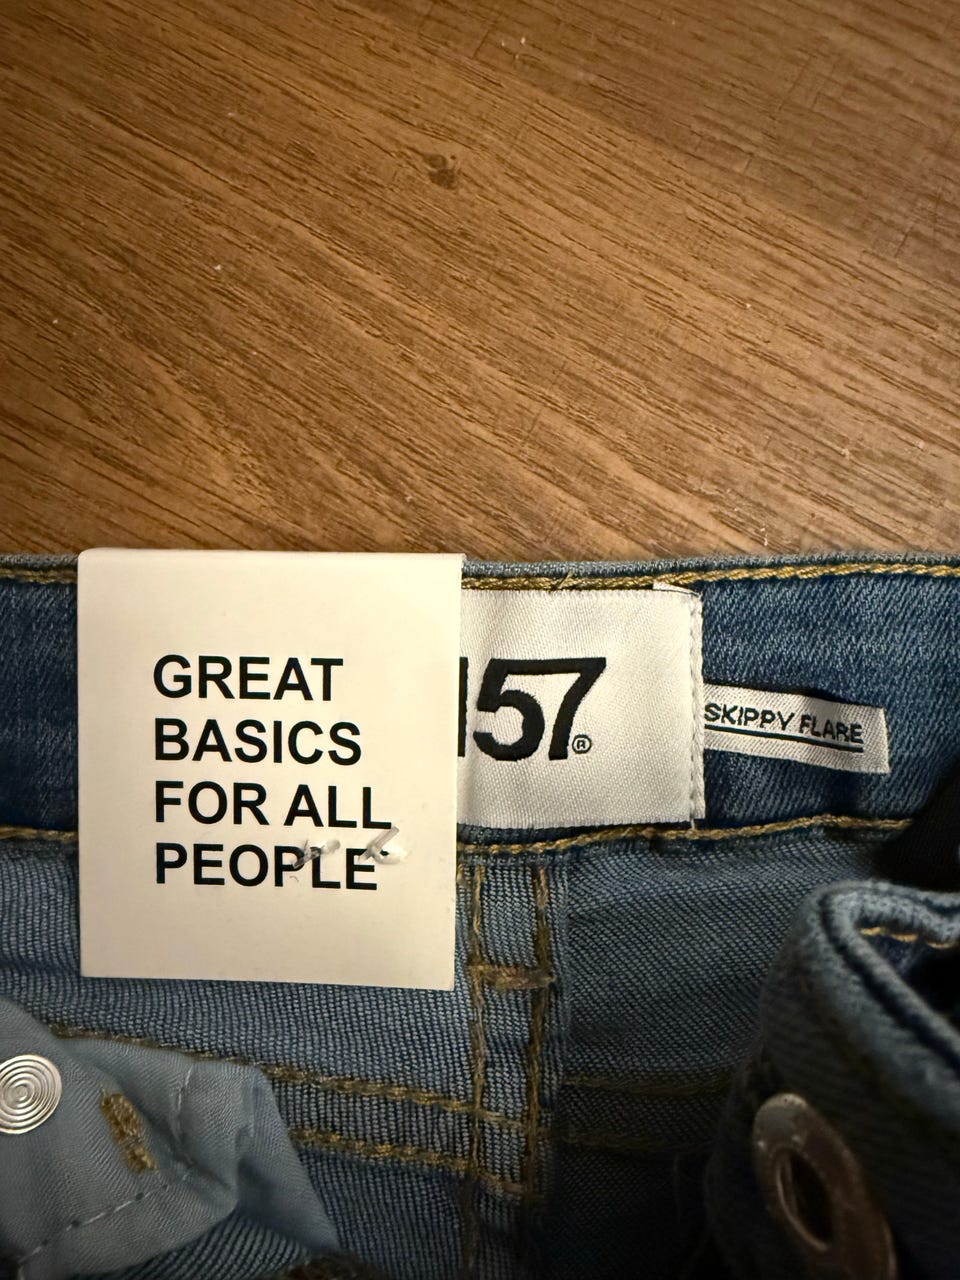 GREAT
BASICS
FOR ALL
PEOPLE
157®
SKIPPY FLARE